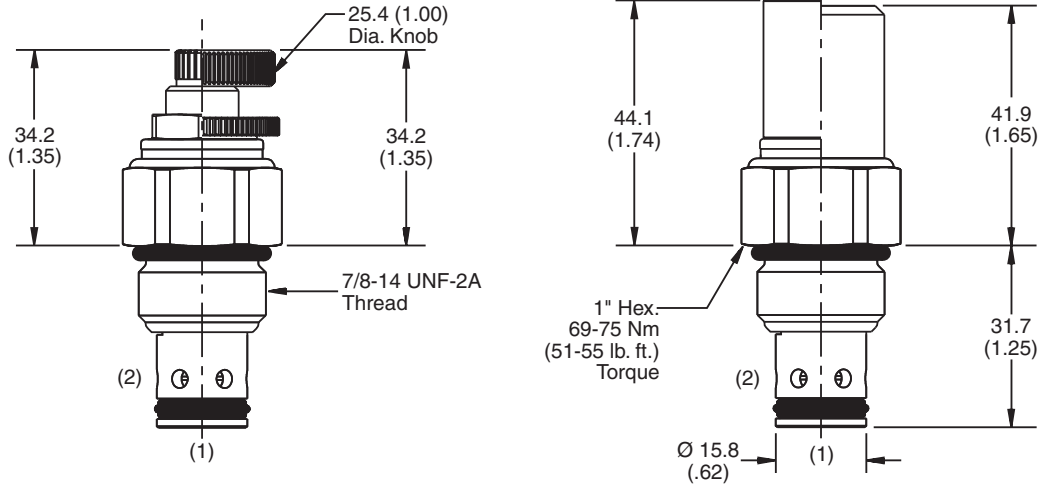 25.4 (1.00)
Dia. Knob
34.2
(1.35)
34.2
(1.35)
7/8-14 UNF-2A
Thread
(2)
(1)
44.1
(1.74)
41.9
(1.65)
1" Hex.
69-75 Nm
(51-55 lb. ft.)
Torque
31.7
(1.25)
(2)
Ø 15.8
(.62)
(1)